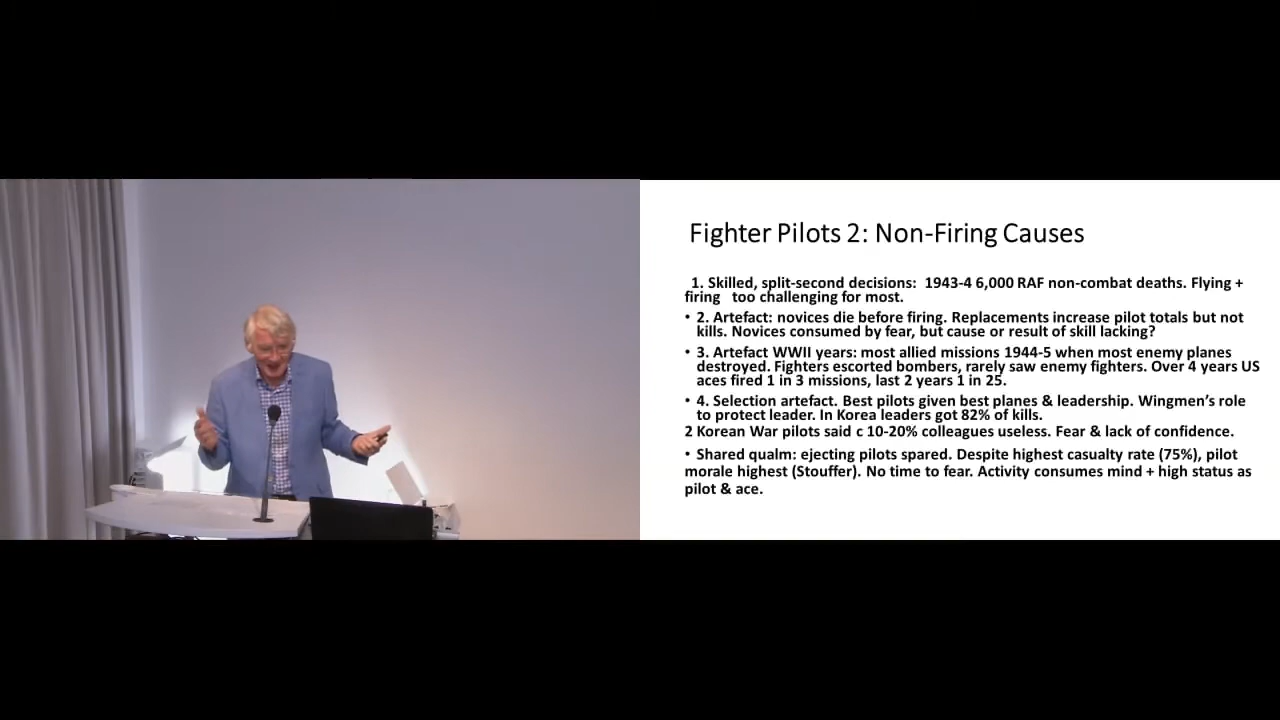 Fighter Pilots 2: Non-Firing Causes
1. Skilled, split-second decisions: 1943-4 6,000 RAF non-combat deaths. Flying +
firing too challenging for most.
• 2. Artefact: novices die before firing. Replacements increase pilot totals but not
kills. Novices consumed by fear, but cause or result of skill lacking?
• 3. Artefact WWII years: most allied missions 1944-5 when most enemy planes
destroyed. Fighters escorted bombers, rarely saw enemy fighters. Over 4 years US
aces fired 1 in 3 missions, last 2 years 1 in 25.
• 4. Selection artefact. Best pilots given best planes & leadership. Wingmen's role
to protect leader. In Korea leaders got 82% of kills.
2 Korean War pilots said c 10-20% colleagues useless. Fear & lack of confidence.
• Shared qualm: ejecting pilots spared. Despite highest casualty rate (75%), pilot
morale highest (Stouffer). No time to fear. Activity consumes mind + high status as
pilot & ace.